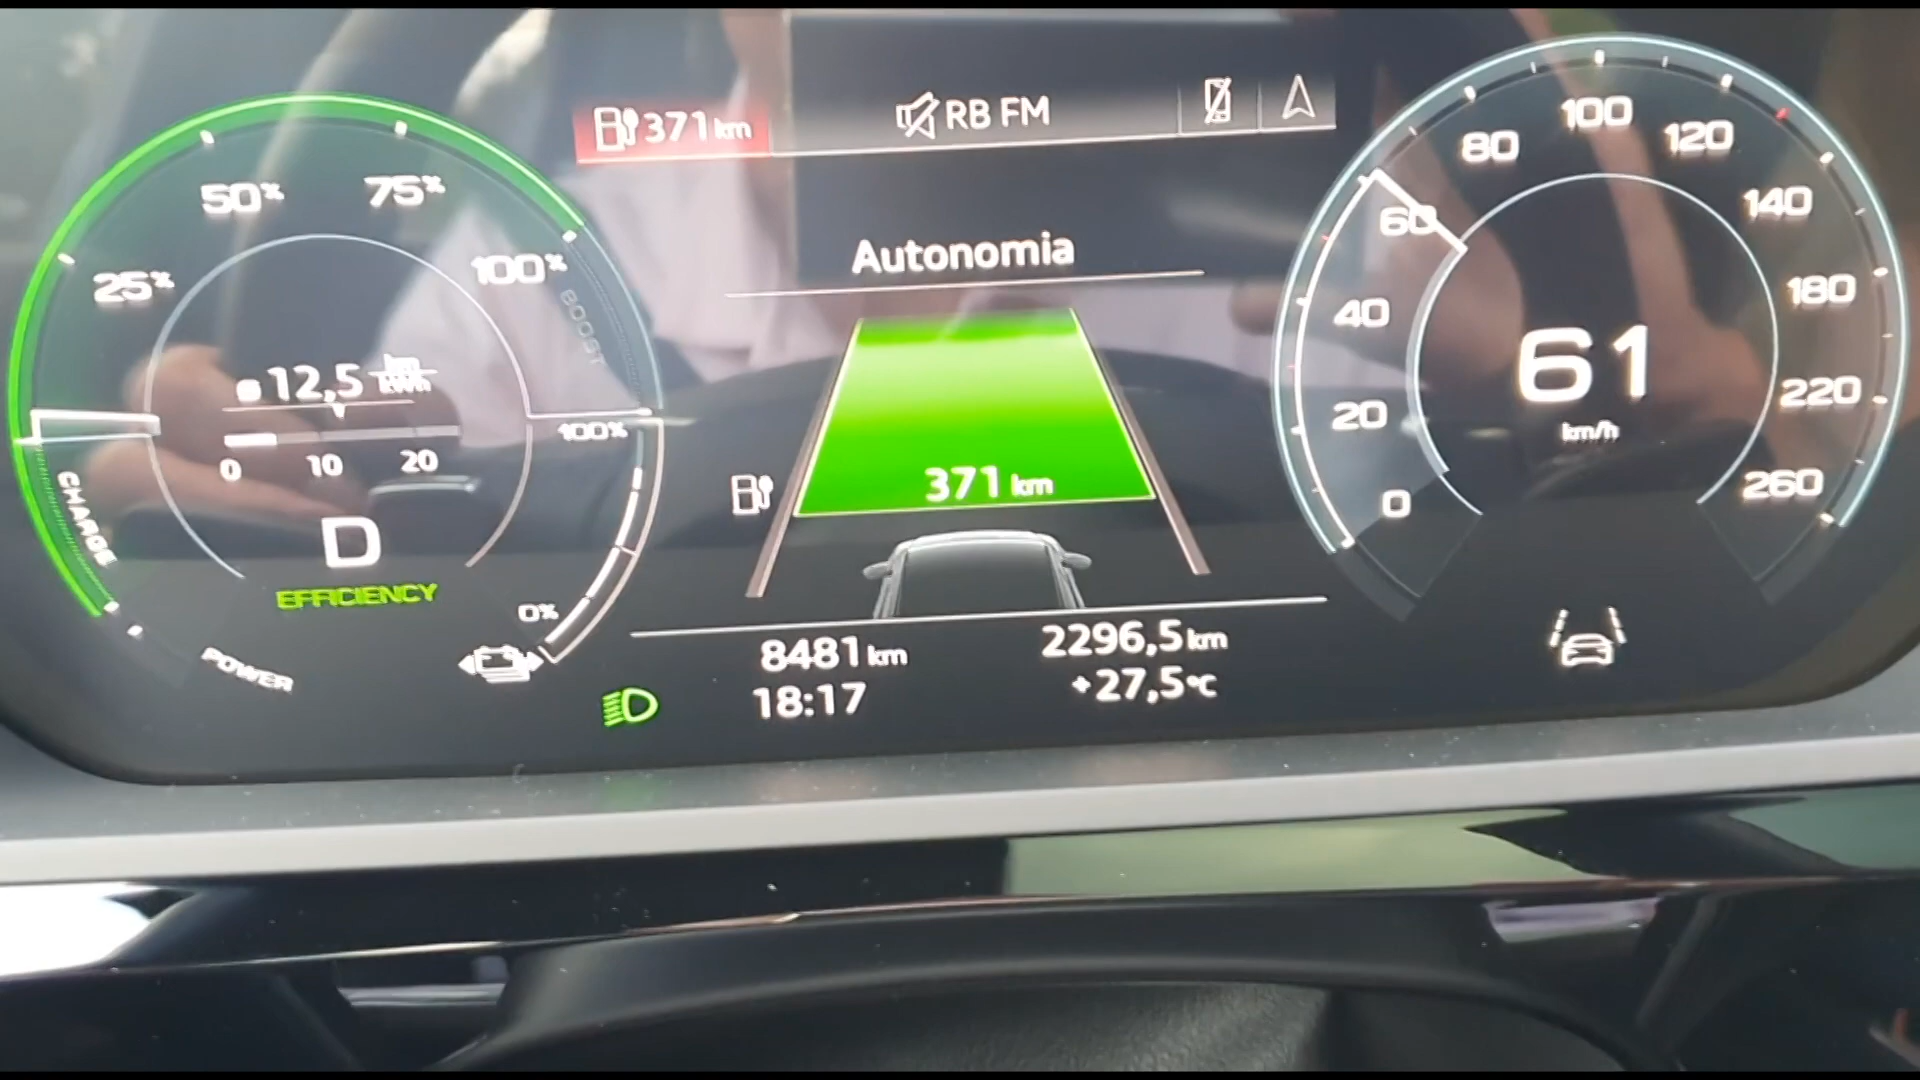 25%
50%
75%
100%
BOOST
ø 12,5 km/kWh
0 10 20
100%
CHARGE
D
EFFICIENCY
0%
POWER
371 km
RB FM
Autonomia
371 km
8481 km
2296,5 km
18:17
+27,5°C
0
20
40
60
80
100
120
140
180
220
260
61
km/h